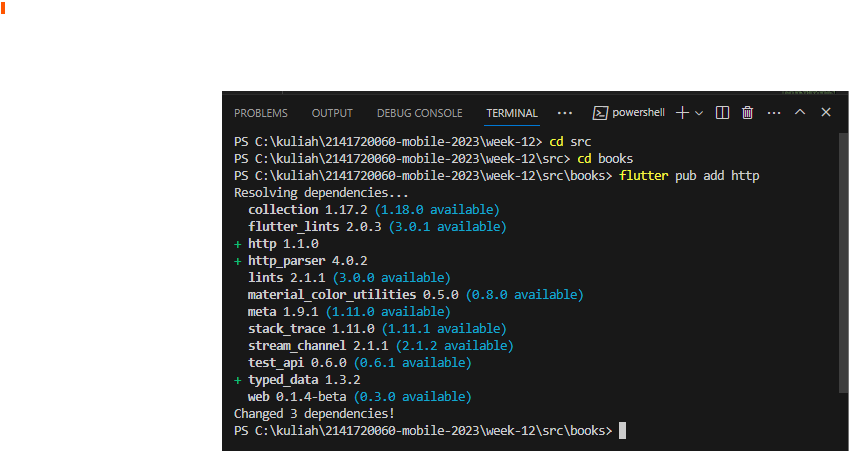 PROBLEMS OUTPUT DEBUG CONSOLE TERMINAL ··· powershell ···
PS C:\kuliah\2141720060-mobile-2023\week-12> cd src
PS C:\kuliah\2141720060-mobile-2023\week-12\src> cd books
PS C:\kuliah\2141720060-mobile-2023\week-12\src\books> flutter pub add http
Resolving dependencies...
collection 1.17.2 (1.18.0 available)
flutter_lints 2.0.3 (3.0.1 available)
+ http 1.1.0
+ http_parser 4.0.2
lints 2.1.1 (3.0.0 available)
material_color_utilities 0.5.0 (0.8.0 available)
meta 1.9.1 (1.11.0 available)
stack_trace 1.11.0 (1.11.1 available)
stream_channel 2.1.1 (2.1.2 available)
test_api 0.6.0 (0.6.1 available)
+ typed_data 1.3.2
web 0.1.4-beta (0.3.0 available)
Changed 3 dependencies!
PS C:\kuliah\2141720060-mobile-2023\week-12\src\books>